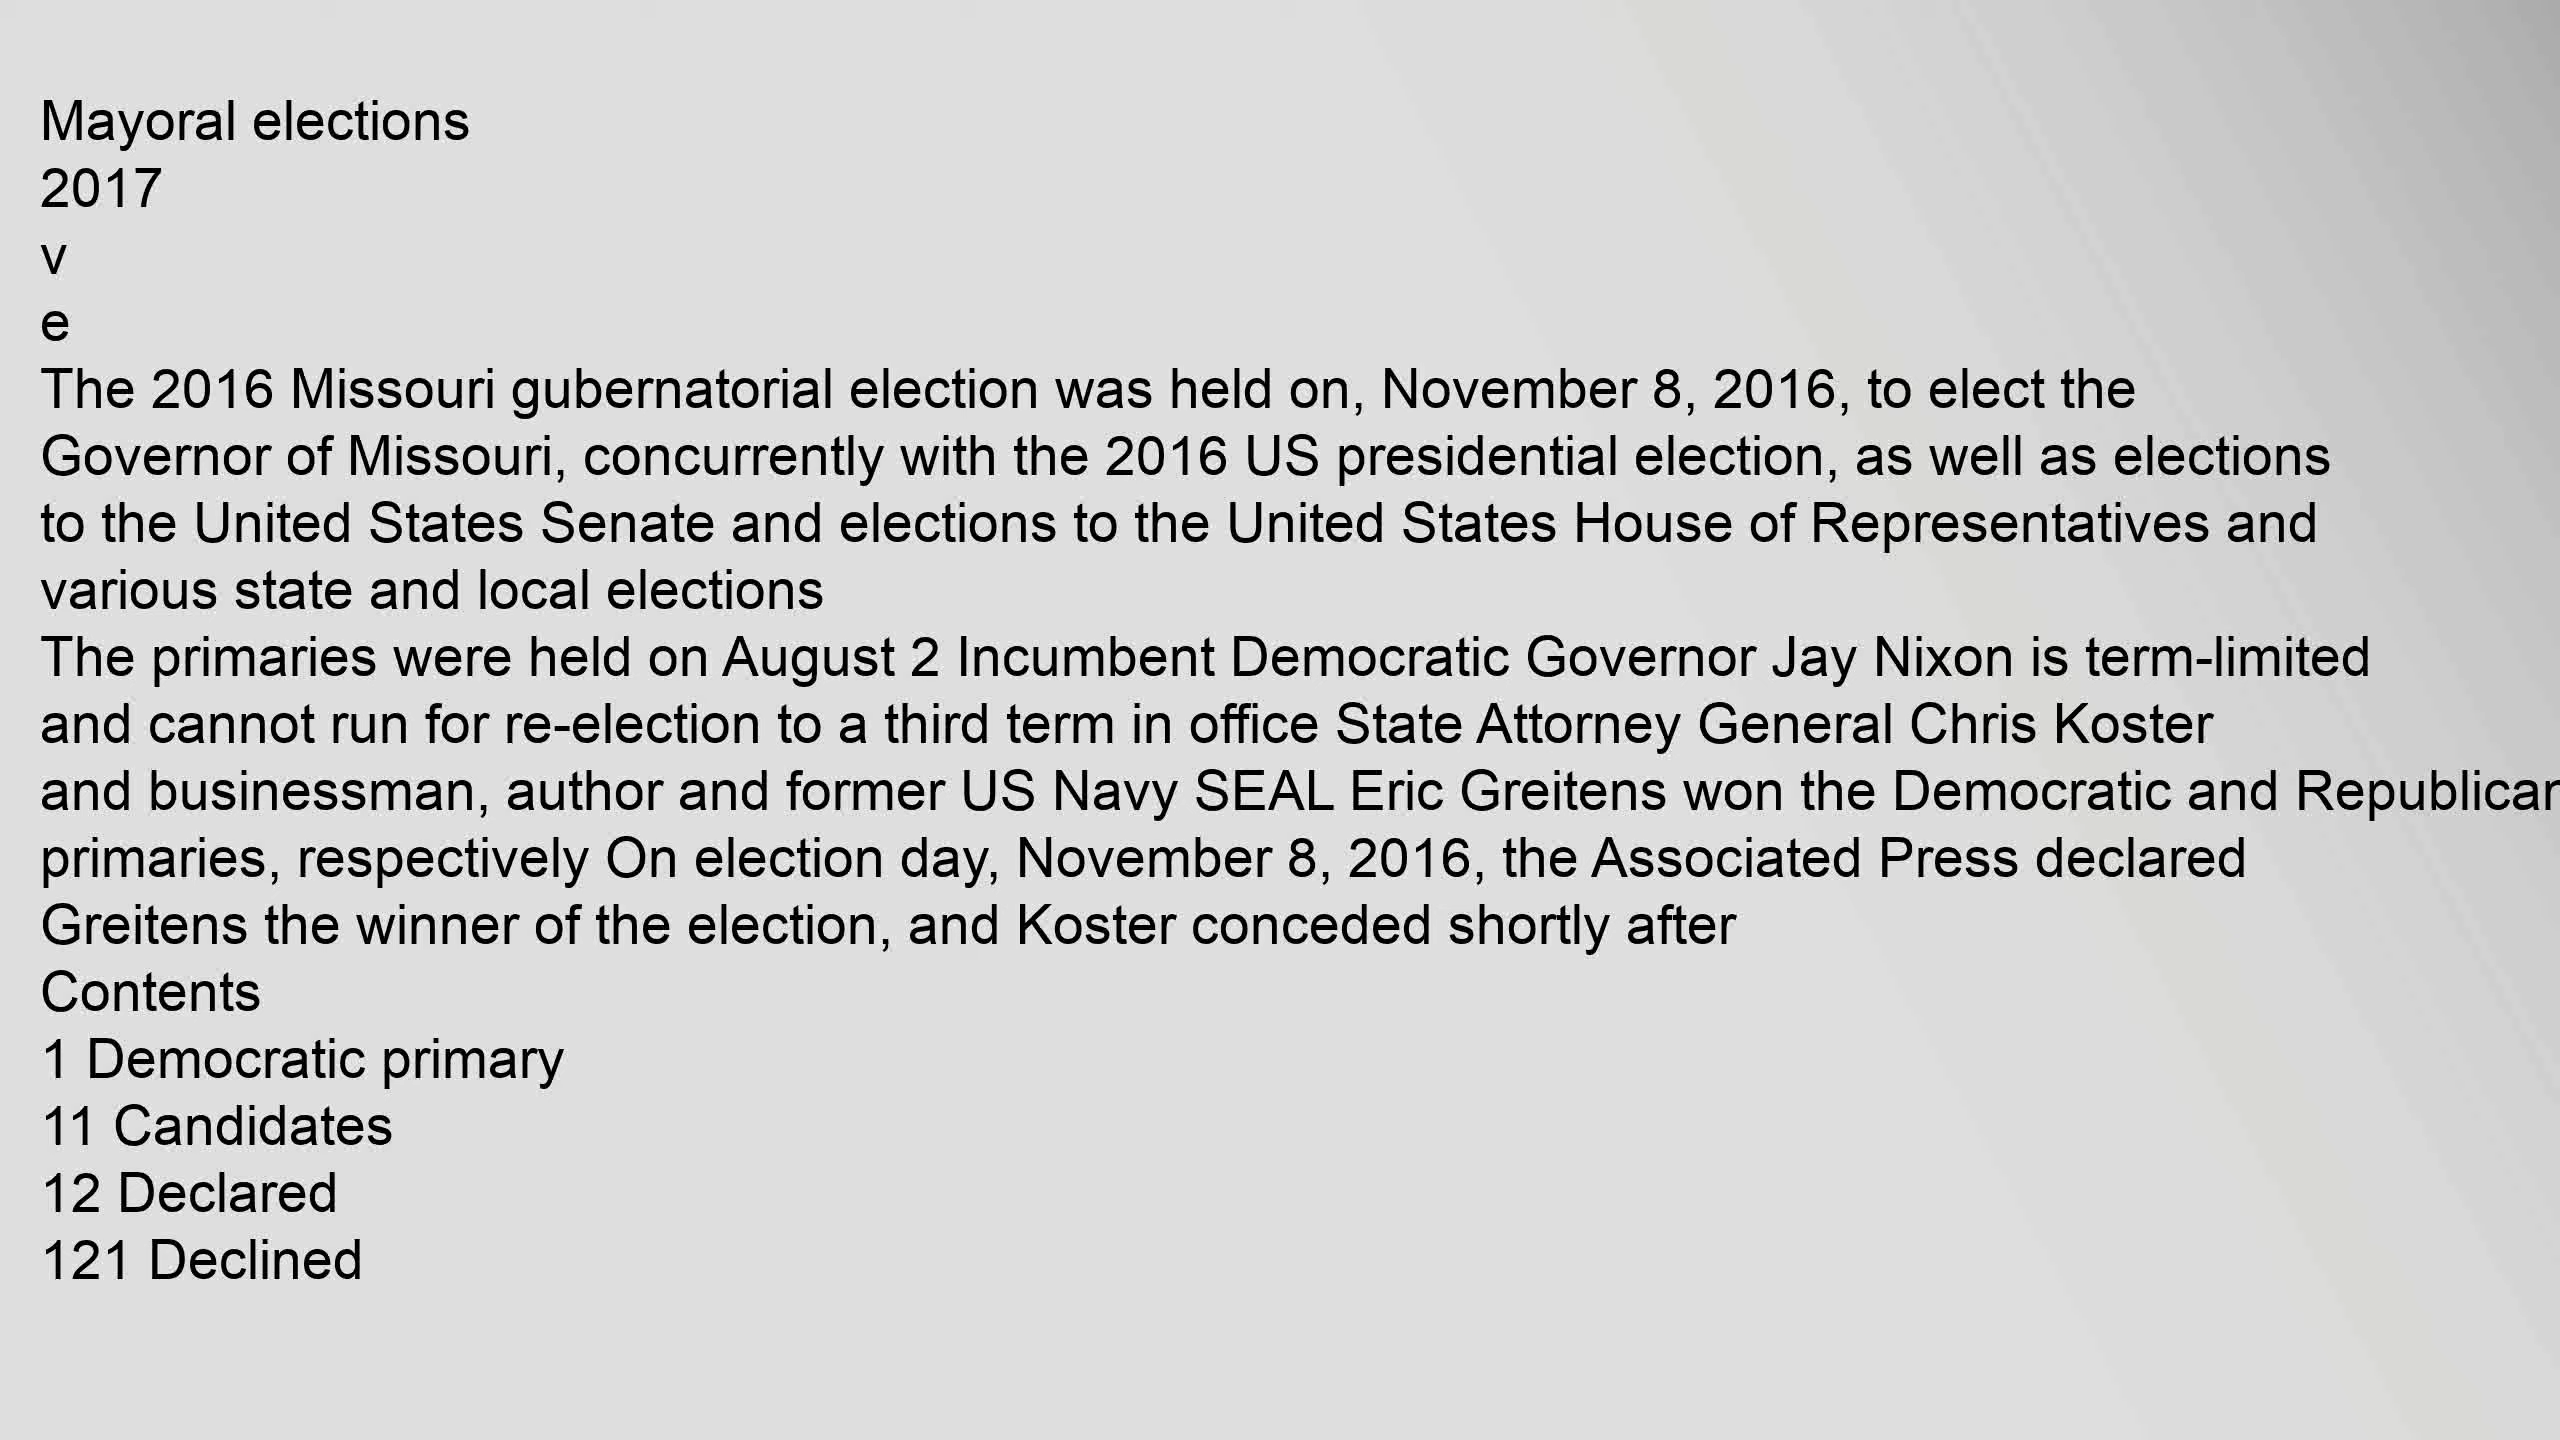 Mayoral elections
2017
v
e
The 2016 Missouri gubernatorial election was held on, November 8, 2016, to elect the
Governor of Missouri, concurrently with the 2016 US presidential election, as well as elections
to the United States Senate and elections to the United States House of Representatives and
various state and local elections
The primaries were held on August 2 Incumbent Democratic Governor Jay Nixon is term-limited
and cannot run for re-election to a third term in office State Attorney General Chris Koster
and businessman, author and former US Navy SEAL Eric Greitens won the Democratic and Republican
primaries, respectively On election day, November 8, 2016, the Associated Press declared
Greitens the winner of the election, and Koster conceded shortly after
Contents
1 Democratic primary
11 Candidates
12 Declared
121 Declined